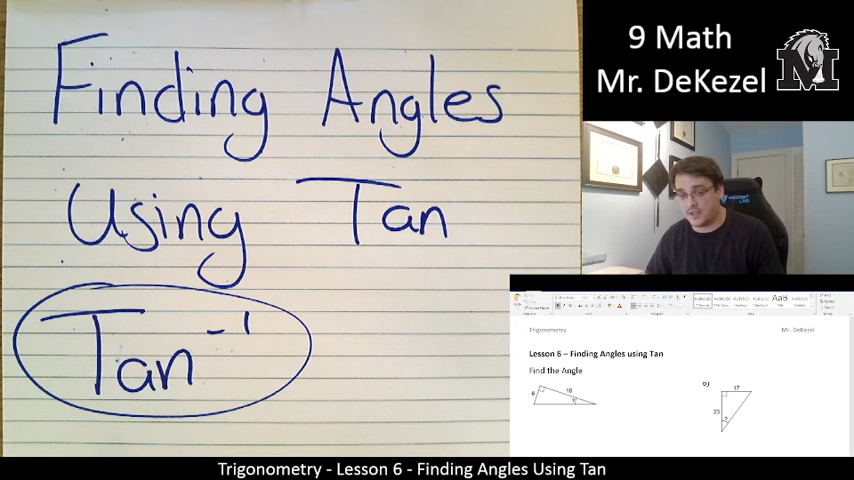 Finding Angles
Using Tan
Tan⁻¹
9 Math
Mr. DeKezel
M
Trigonometry
Mr. DeKezel
Lesson 6 – Finding Angles using Tan
Find the Angle
6
18
?
17
23
?
Trigonometry - Lesson 6 - Finding Angles Using Tan